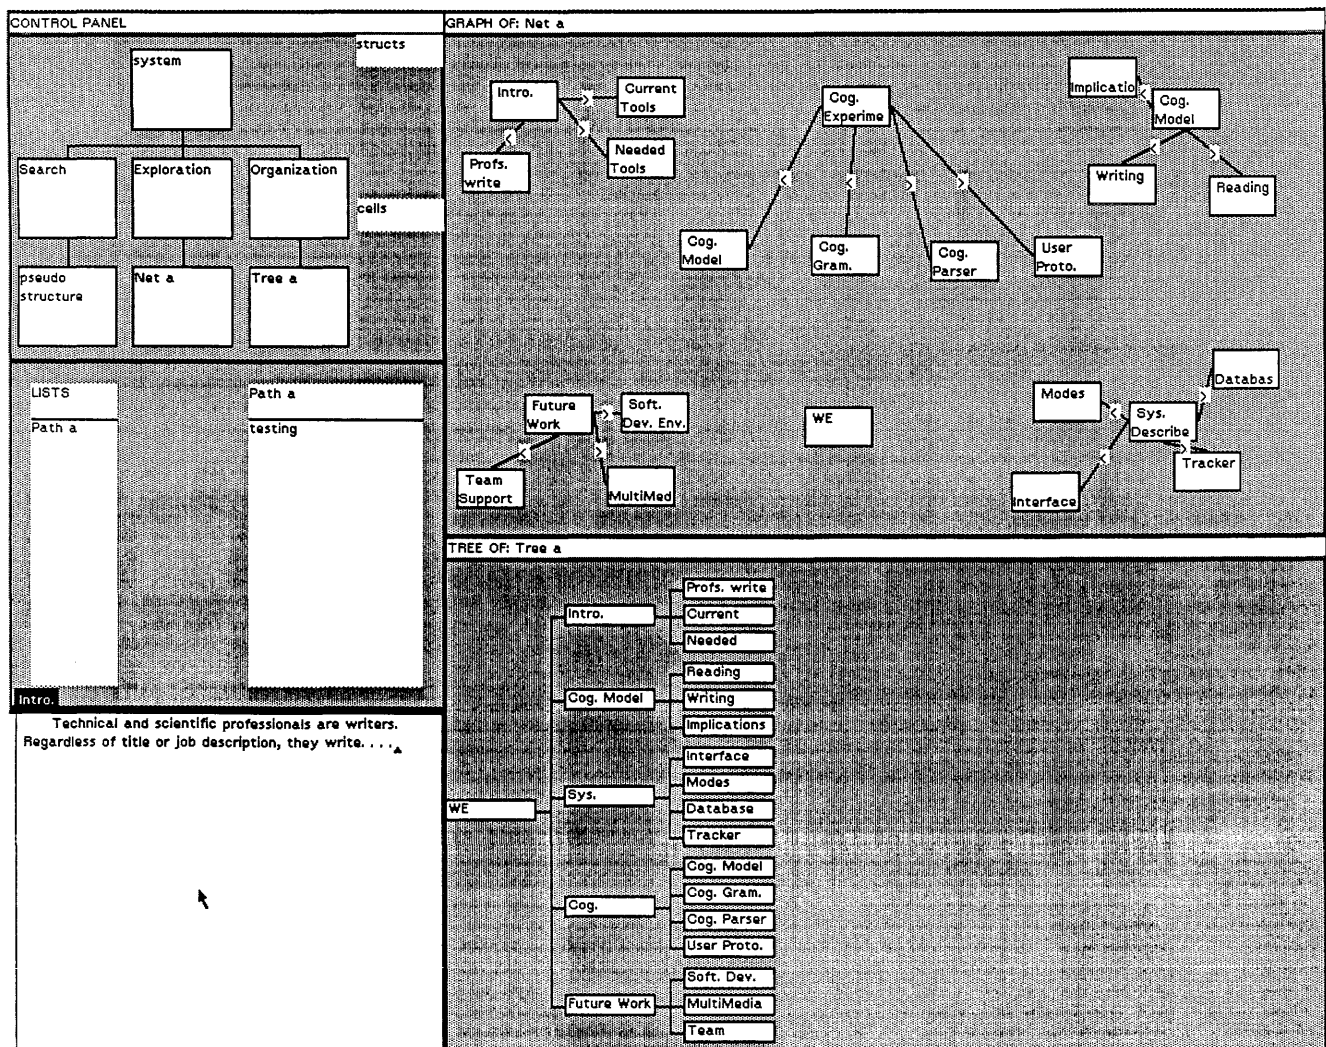 CONTROL PANEL
system
structs
Search
Exploration
Organization
cells
pseudo
structure
Net a
Tree a
LISTS
Path a
Path a
testing
Intro.
Technical and scientific professionals are writers.
Regardless of title or job description, they write. . . .
GRAPH OF: Net a
Intro.
Current
Tools
Needed
Tools
Profs.
write
Cog.
Experime
Cog.
Model
Cog.
Gram.
Cog.
Parser
User
Proto.
Implicatio
Cog.
Model
Writing
Reading
Future
Work
Soft.
Dev. Env.
Team
Support
MultiMed
WE
Modes
Databas
Sys.
Describe
Tracker
Interface
TREE OF: Tree a
WE
Intro.
Profs. write
Current
Needed
Cog. Model
Reading
Writing
Implications
Sys.
Interface
Modes
Database
Tracker
Cog.
Cog. Model
Cog. Gram.
Cog. Parser
User Proto.
Future Work
Soft. Dev.
MultiMedia
Team